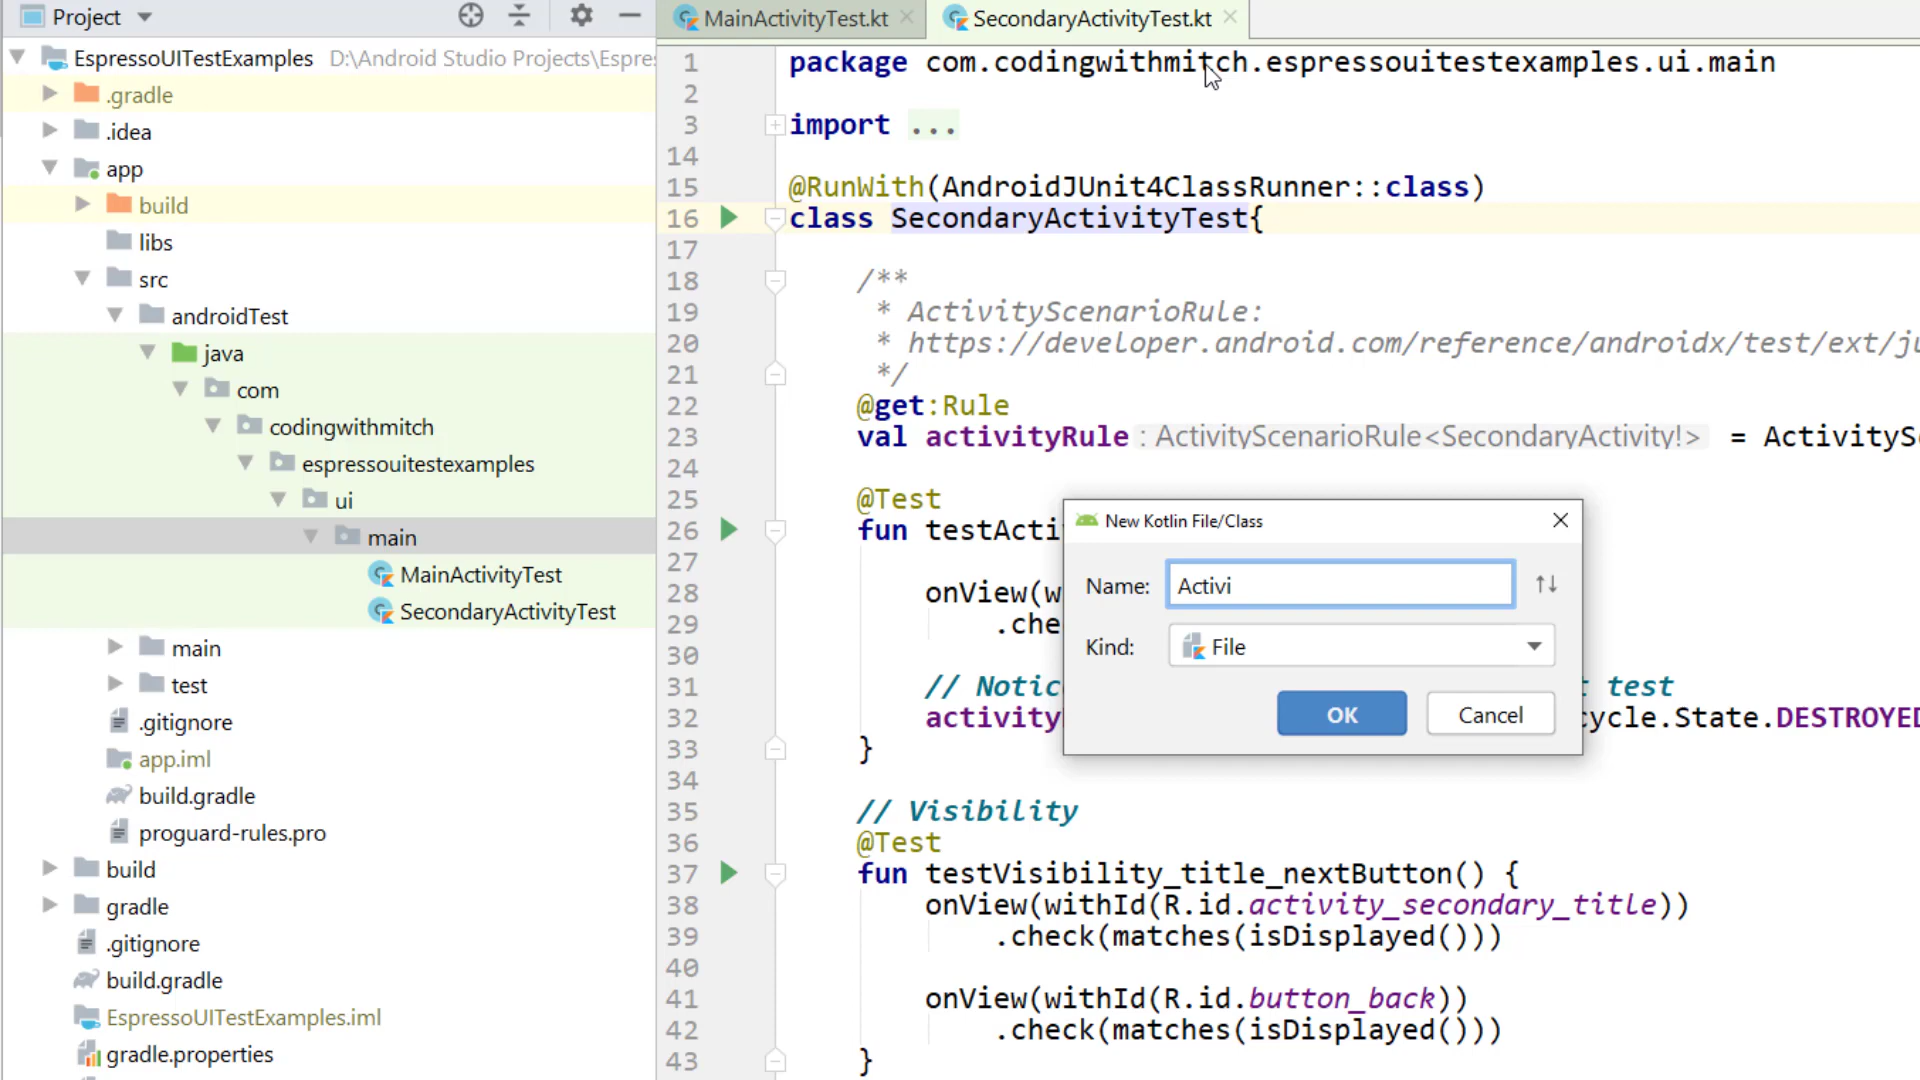 Project
EspressoUITestExamples D:\Android Studio Projects\Espre
.gradle
.idea
app
build
libs
src
androidTest
java
com
codingwithmitch
espressouitestexamples
ui
main
MainActivityTest
SecondaryActivityTest
main
test
.gitignore
app.iml
build.gradle
proguard-rules.pro
build
gradle
.gitignore
build.gradle
EspressoUITestExamples.iml
gradle.properties
MainActivityTest.kt
SecondaryActivityTest.kt
1 package com.codingwithmitch.espressouitestexamples.ui.main
2
3 import ...
14
15 @RunWith(AndroidJUnit4ClassRunner::class)
16 class SecondaryActivityTest{
17
18 /**
19 * ActivityScenarioRule:
20 * https://developer.android.com/reference/androidx/test/ext/ju
21 */
22 @get:Rule
23 val activityRule : ActivityScenarioRule<SecondaryActivity!> = ActivityS
24
25 @Test
26 fun testActi
27
28 onView(w
29 .che
30
31 // Notic test
32 activity cycle.State.DESTROYED
33 }
34
35 // Visibility
36 @Test
37 fun testVisibility_title_nextButton() {
38 onView(withId(R.id.activity_secondary_title))
39 .check(matches(isDisplayed()))
40
41 onView(withId(R.id.button_back))
42 .check(matches(isDisplayed()))
43 }
New Kotlin File/Class
Name: Activi
Kind: File
OK Cancel